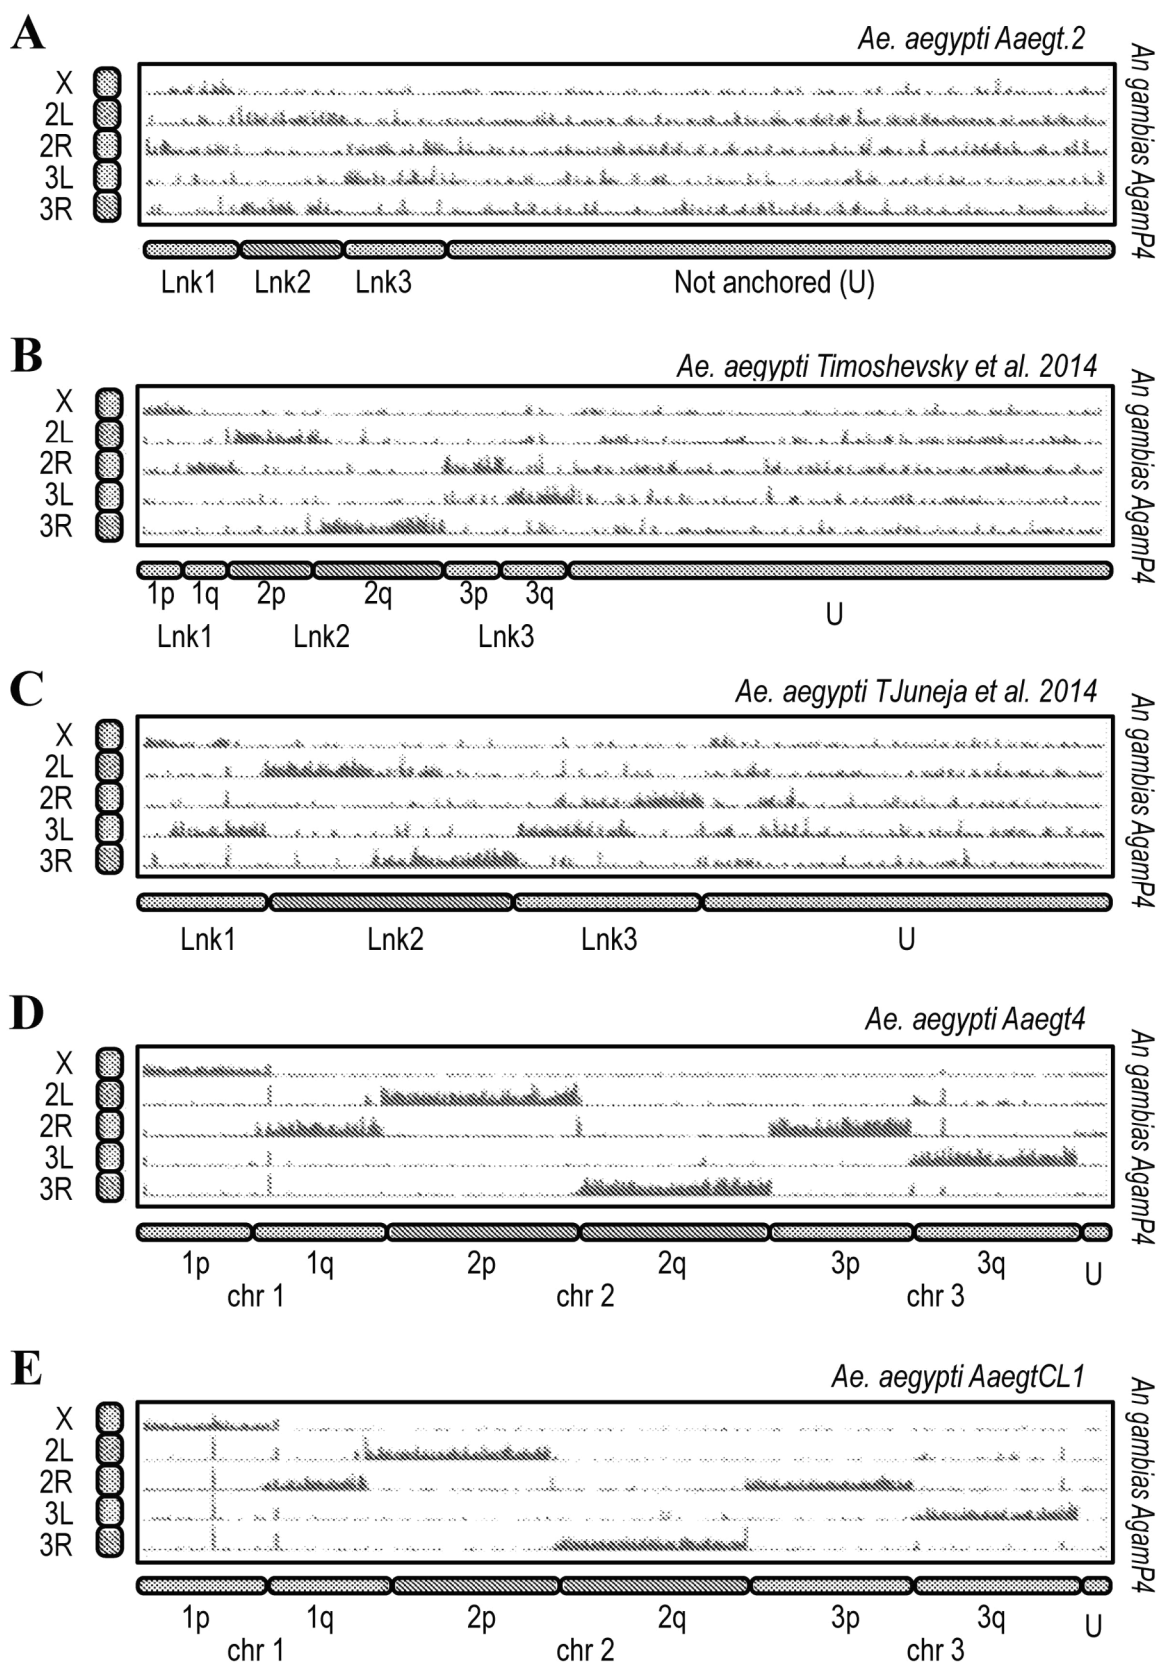 A
Ae. aegypti Aaegt.2
X
2L
2R
3L
3R
An gambias AgamP4
Lnk1 Lnk2 Lnk3 Not anchored (U)
B
Ae. aegypti Timoshevsky et al. 2014
X
2L
2R
3L
3R
An gambias AgamP4
1p 1q 2p 2q 3p 3q U
Lnk1 Lnk2 Lnk3
C
Ae. aegypti TJuneja et al. 2014
X
2L
2R
3L
3R
An gambias AgamP4
Lnk1 Lnk2 Lnk3 U
D
Ae. aegypti Aaegt4
X
2L
2R
3L
3R
An gambias AgamP4
1p 1q 2p 2q 3p 3q U
chr 1 chr 2 chr 3
E
Ae. aegypti AaegtCL1
X
2L
2R
3L
3R
An gambias AgamP4
1p 1q 2p 2q 3p 3q U
chr 1 chr 2 chr 3